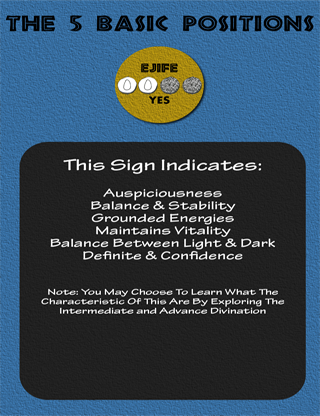 THE 5 BASIC POSITIONS
EJIFE
YES
This Sign Indicates:
Auspiciousness
Balance & Stability
Grounded Energies
Maintains Vitality
Balance Between Light & Dark
Definite & Confidence
Note: You May Choose To Learn What The
Characteristic Of This Are By Exploring The
Intermediate and Advance Divination